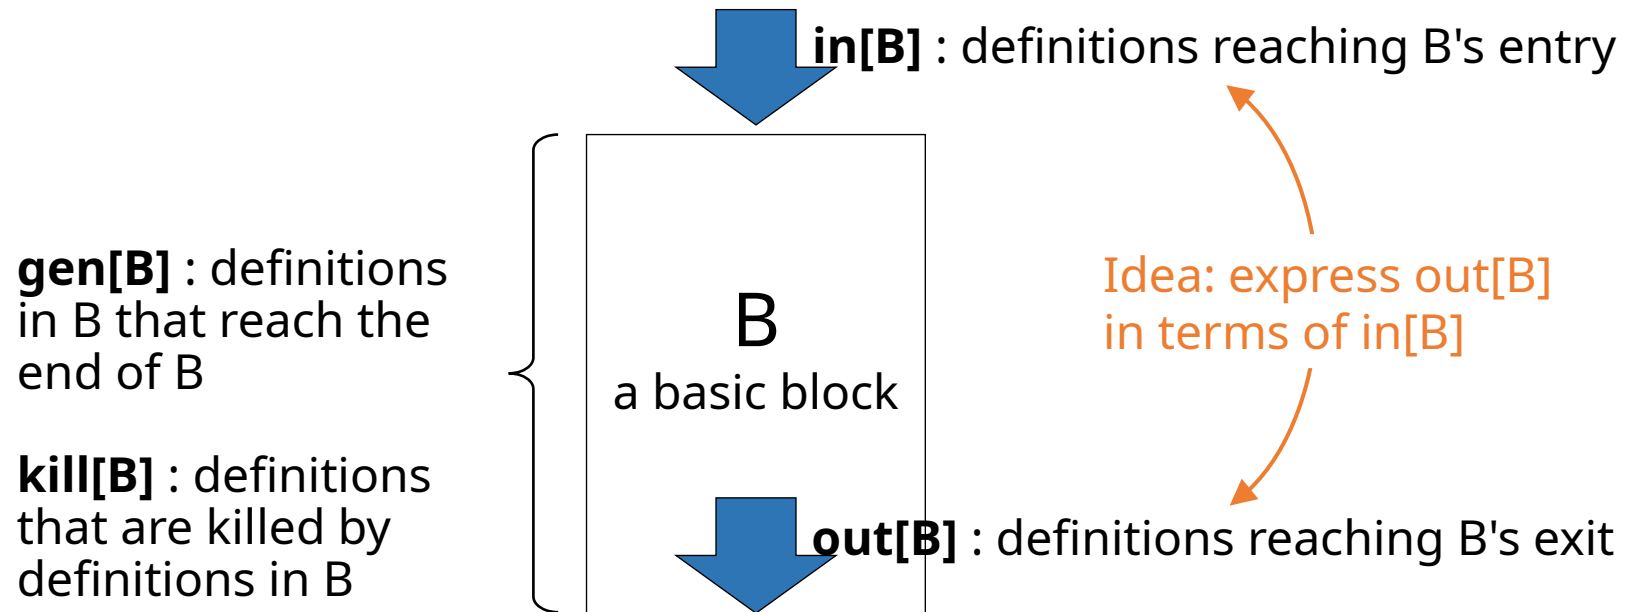 in[B] : definitions reaching B's entry
gen[B] : definitions
in B that reach the
end of B
kill[B] : definitions
that are killed by
definitions in B
B
a basic block
Idea: express out[B]
in terms of in[B]
out[B] : definitions reaching B's exit